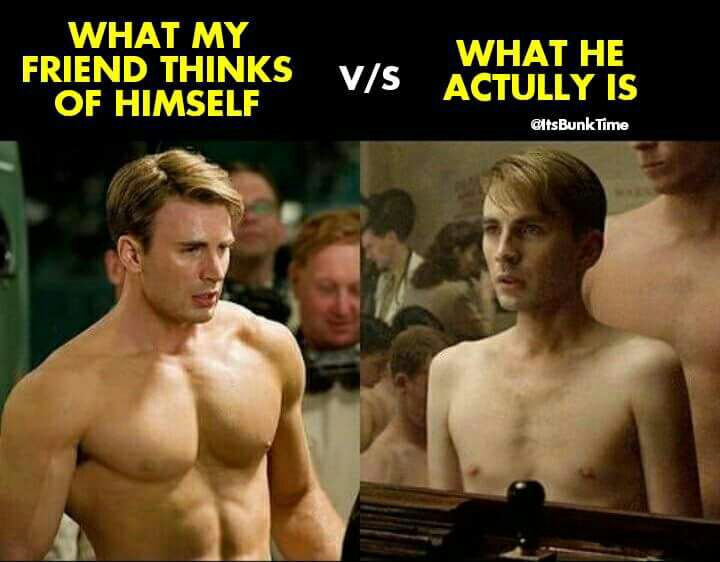 WHAT MY
FRIEND THINKS
OF HIMSELF
V/S
WHAT HE
ACTULLY IS
@ItsBunkTime